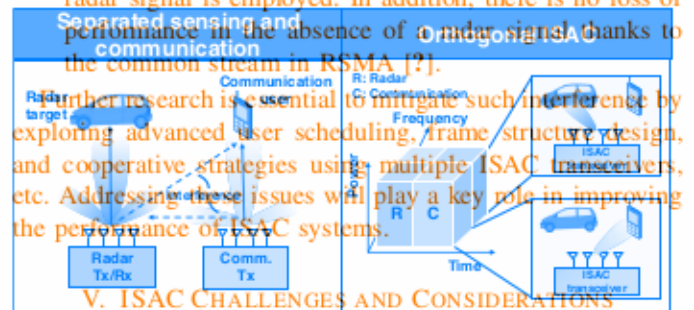 radar signal is employed. In addition, there is no loss of
performance in the absence of a radar signal thanks to
the common stream in RSMA [?].
Further research is essential to mitigate such interference by
exploring advanced user scheduling, frame structure design,
and cooperative strategies using multiple ISAC transceivers,
etc. Addressing these issues will play a key role in improving
the performance of ISAC systems.
V. ISAC CHALLENGES AND CONSIDERATIONS
Separated sensing and
communication
Radar
target
Communication
user
Interference
Radar
Tx/Rx
Comm.
Tx
Orthogonal ISAC
R: Radar
C: Communication
Frequency
Power
R C
Time
ISAC
transceiver
ISAC
transceiver